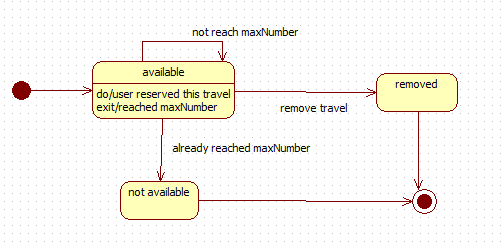 not reach maxNumber
available
do/user reserved this travel
exit/reached maxNumber
removed
remove travel
already reached maxNumber
not available